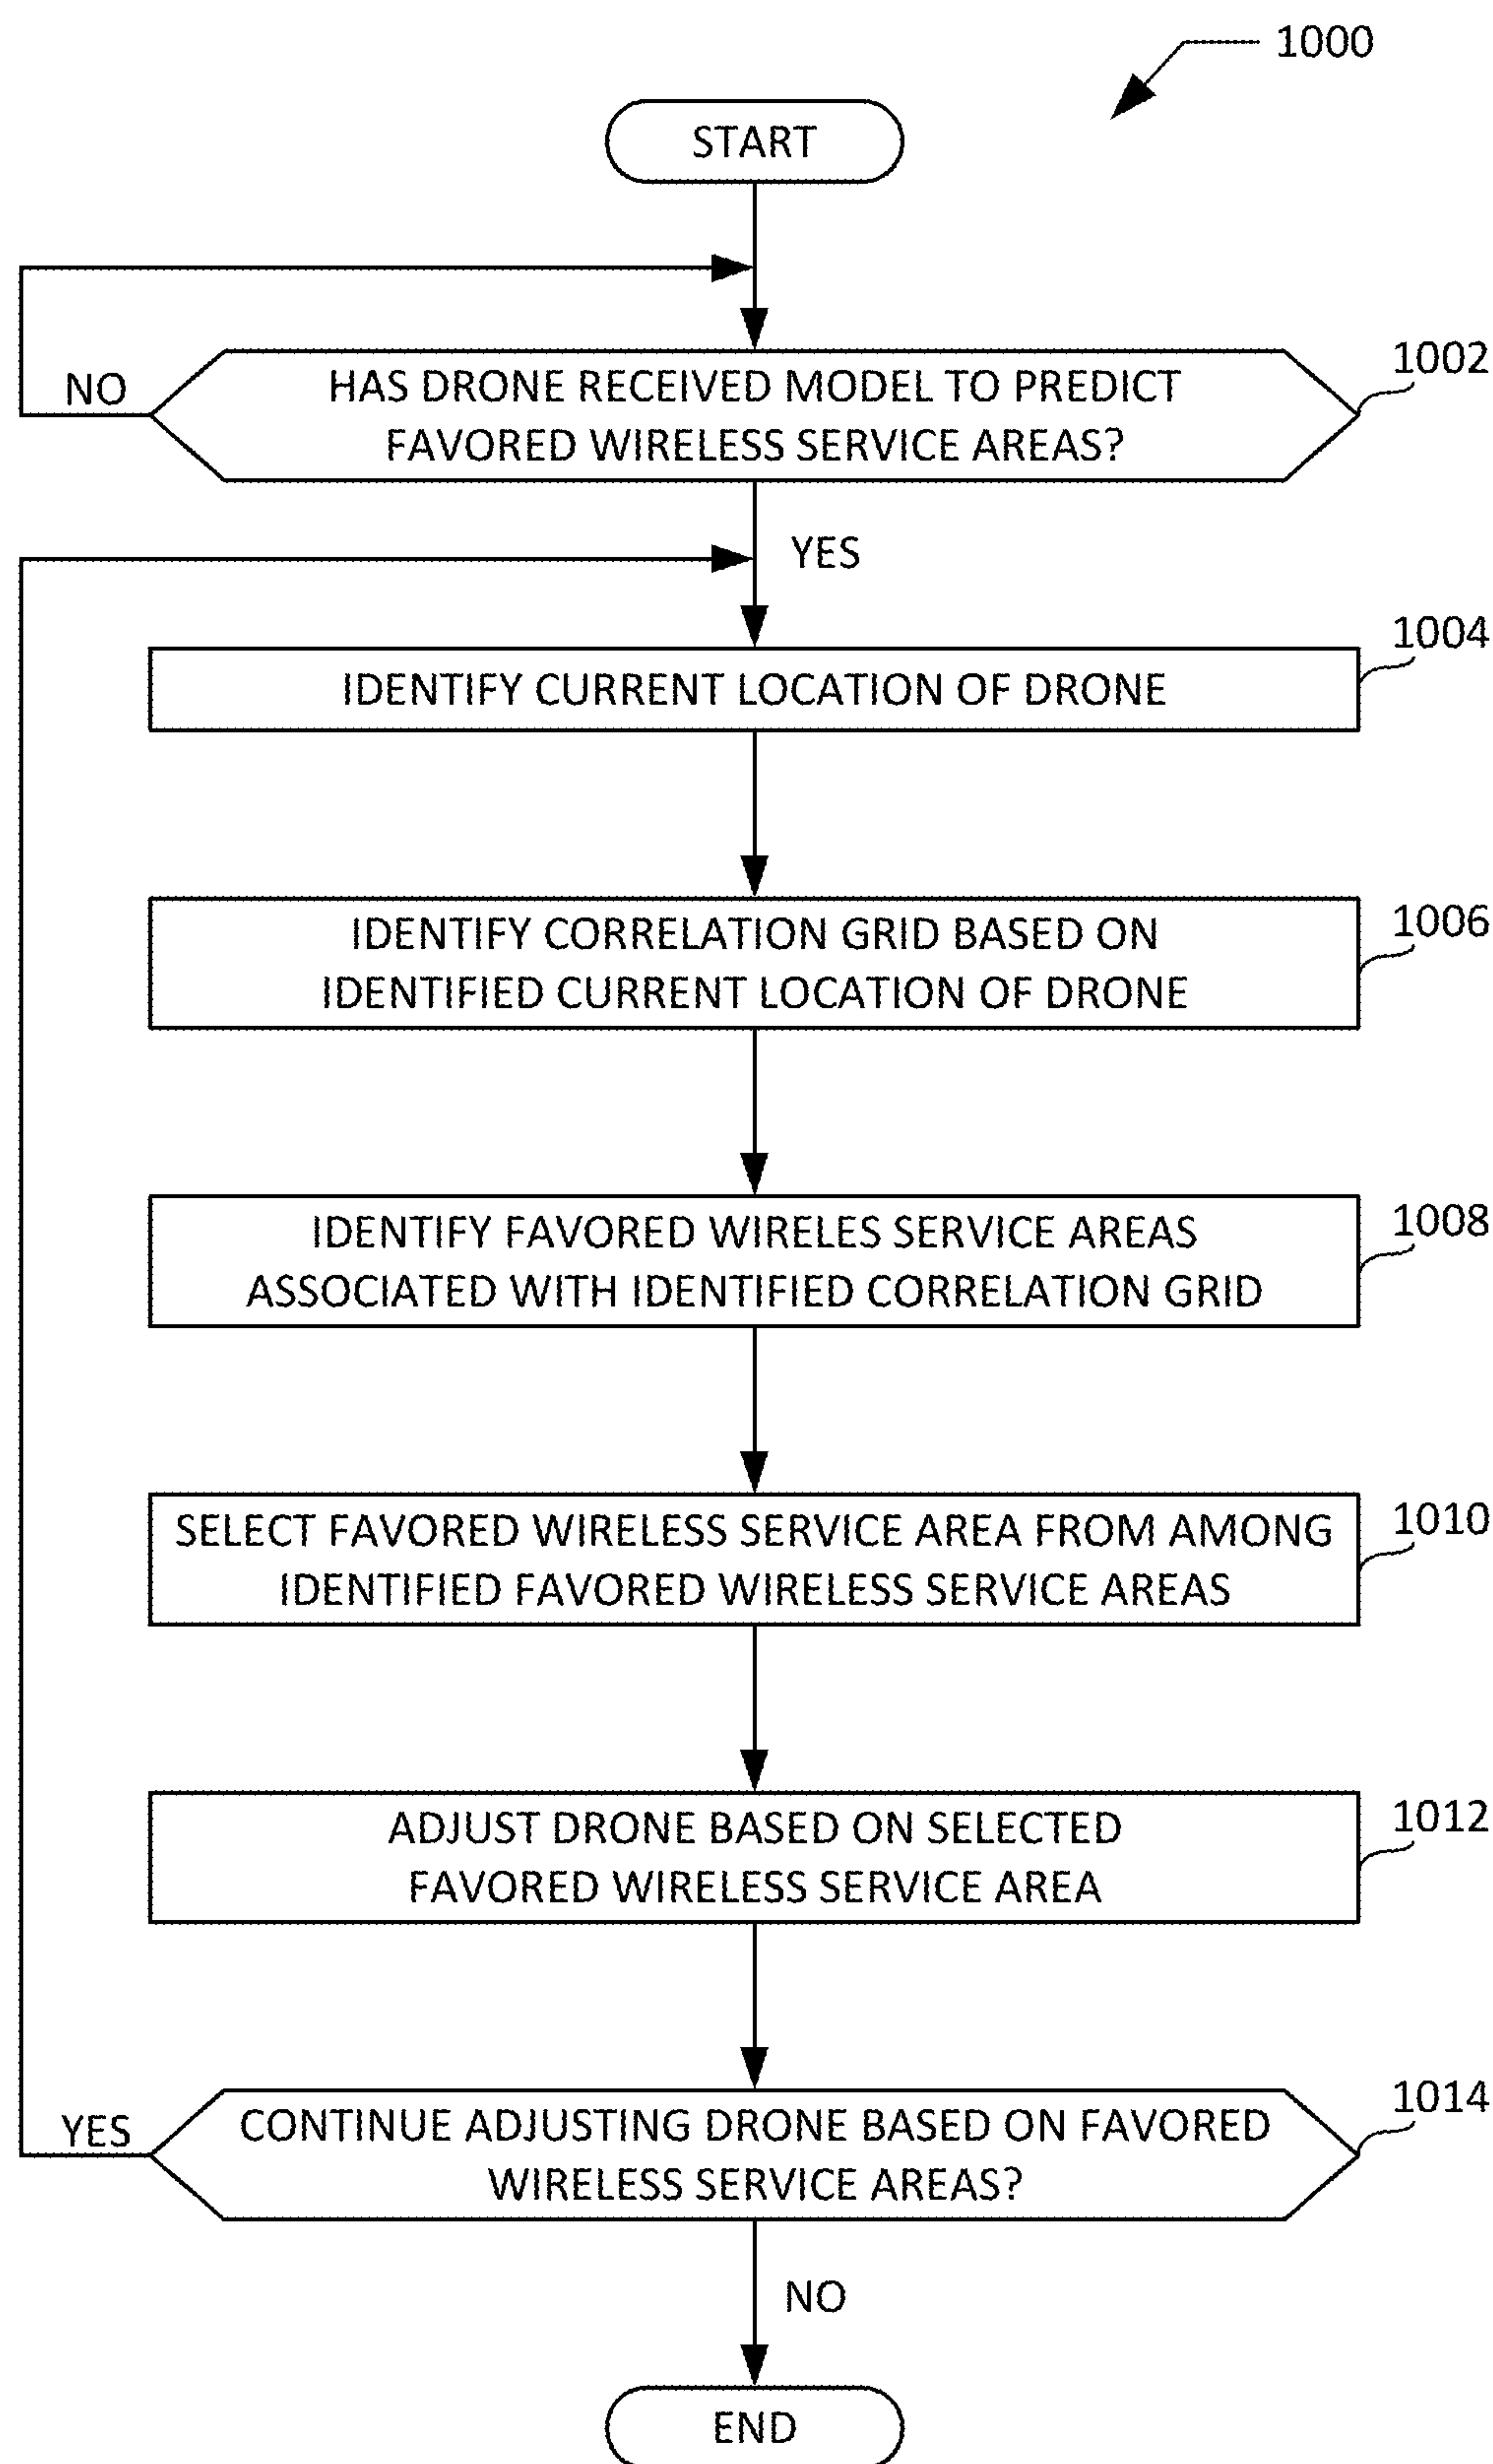 1000
START
HAS DRONE RECEIVED MODEL TO PREDICT
FAVORED WIRELESS SERVICE AREAS?
1002
NO
YES
IDENTIFY CURRENT LOCATION OF DRONE
1004
IDENTIFY CORRELATION GRID BASED ON
IDENTIFIED CURRENT LOCATION OF DRONE
1006
IDENTIFY FAVORED WIRELES SERVICE AREAS
ASSOCIATED WITH IDENTIFIED CORRELATION GRID
1008
SELECT FAVORED WIRELESS SERVICE AREA FROM AMONG
IDENTIFIED FAVORED WIRELESS SERVICE AREAS
1010
ADJUST DRONE BASED ON SELECTED
FAVORED WIRELESS SERVICE AREA
1012
CONTINUE ADJUSTING DRONE BASED ON FAVORED
WIRELESS SERVICE AREAS?
1014
YES
NO
END